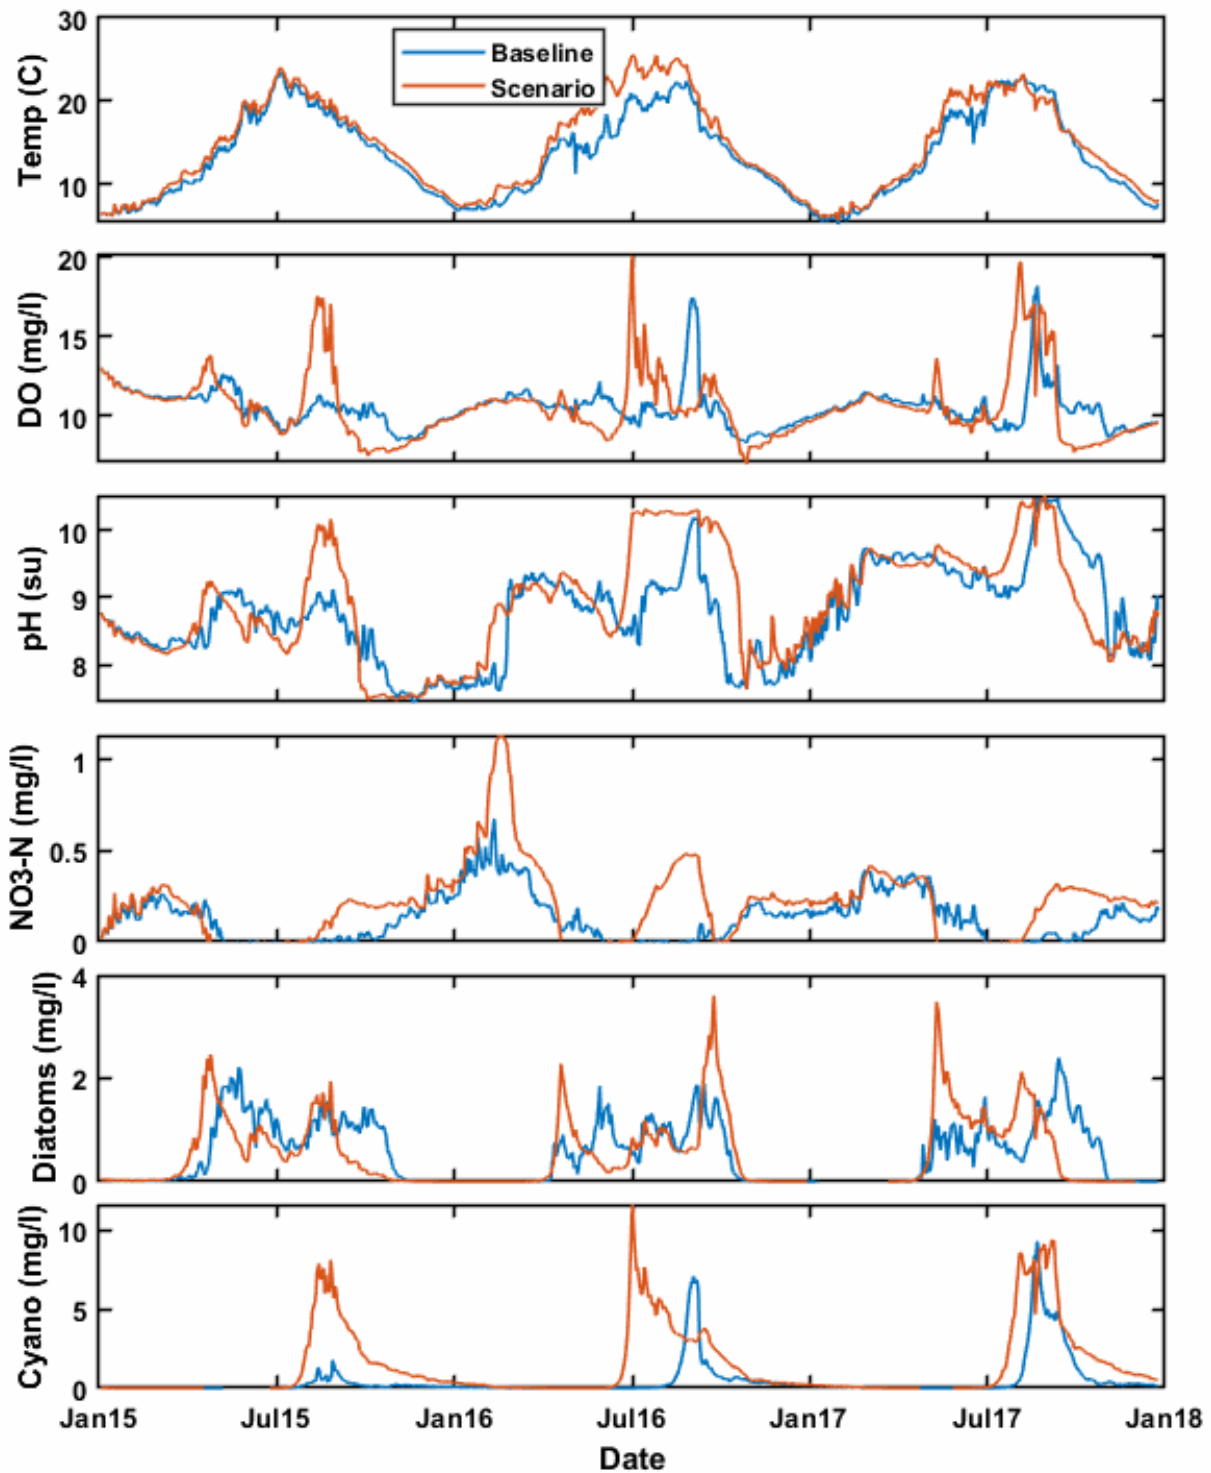 Temp (C)
30
20
10
Baseline
Scenario
DO (mg/l)
20
15
10
pH (su)
10
9
8
NO3-N (mg/l)
1
0.5
0
Diatoms (mg/l)
4
2
0
Cyano (mg/l)
10
5
0
Jan15 Jul15 Jan16 Jul16 Jan17 Jul17 Jan18
Date